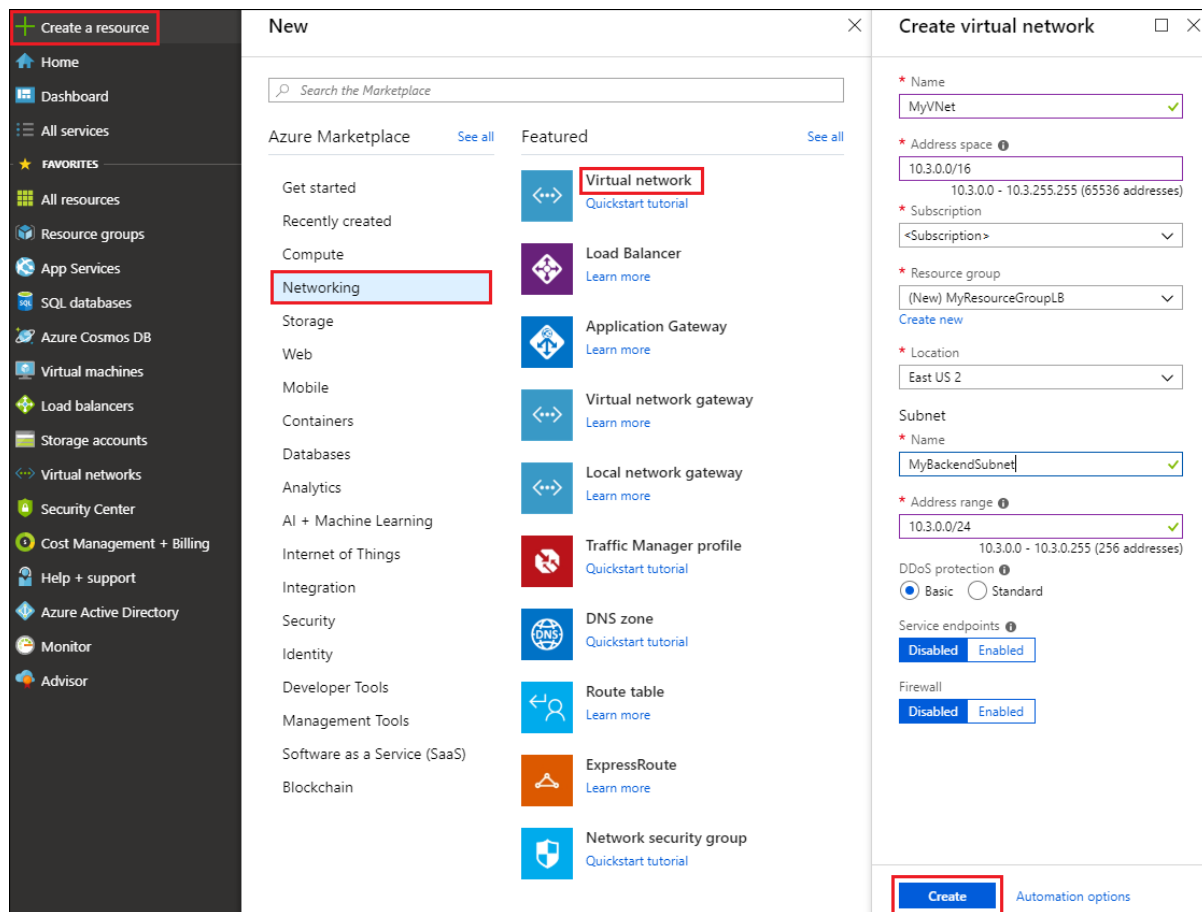 Create a resource
Home
Dashboard
All services
FAVORITES
All resources
Resource groups
App Services
SQL databases
Azure Cosmos DB
Virtual machines
Load balancers
Storage accounts
Virtual networks
Security Center
Cost Management + Billing
Help + support
Azure Active Directory
Monitor
Advisor
New
Search the Marketplace
Azure Marketplace See all
Get started
Recently created
Compute
Networking
Storage
Web
Mobile
Containers
Databases
Analytics
AI + Machine Learning
Internet of Things
Integration
Security
Identity
Developer Tools
Management Tools
Software as a Service (SaaS)
Blockchain
Featured See all
Virtual network
Quickstart tutorial
Load Balancer
Learn more
Application Gateway
Learn more
Virtual network gateway
Learn more
Local network gateway
Learn more
Traffic Manager profile
Quickstart tutorial
DNS
DNS zone
Quickstart tutorial
Route table
Learn more
ExpressRoute
Learn more
Network security group
Quickstart tutorial
Create virtual network
* Name
MyVNet
* Address space
10.3.0.0/16
10.3.0.0 - 10.3.255.255 (65536 addresses)
* Subscription
<Subscription>
* Resource group
(New) MyResourceGroupLB
Create new
* Location
East US 2
Subnet
* Name
MyBackendSubnet
* Address range
10.3.0.0/24
10.3.0.0 - 10.3.0.255 (256 addresses)
DDoS protection
Basic Standard
Service endpoints
Disabled Enabled
Firewall
Disabled Enabled
Create Automation options